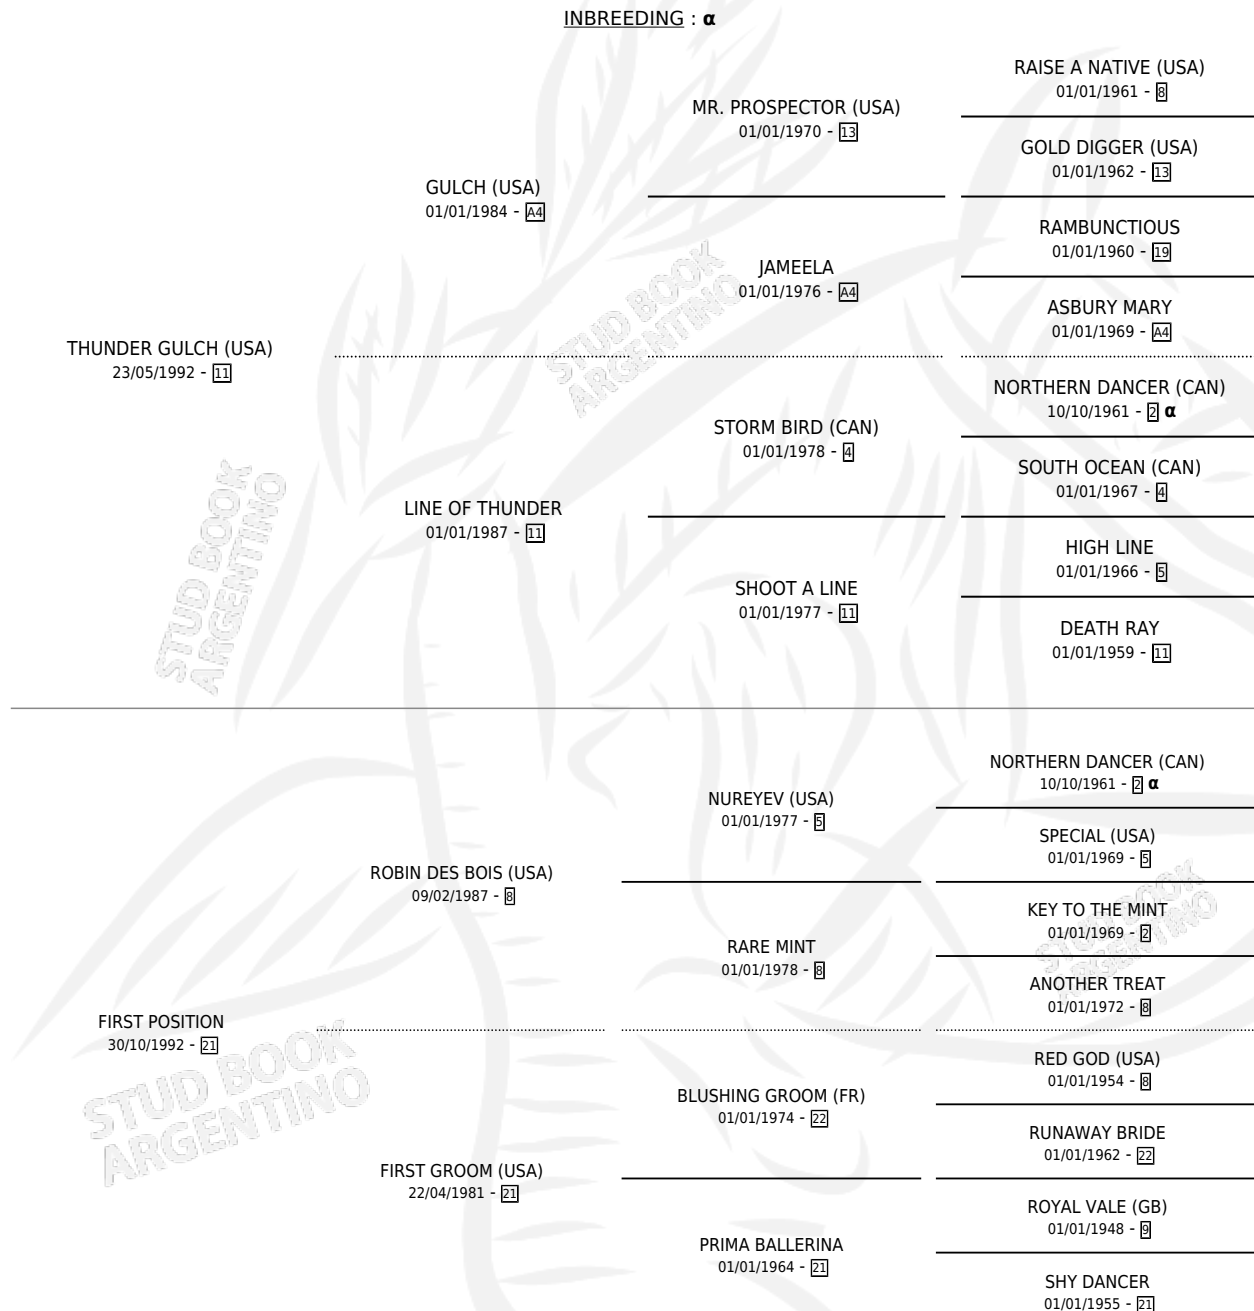 INBREEDING : α
RAISE A NATIVE (USA)
01/01/1961 - 8
MR. PROSPECTOR (USA)
01/01/1970 - 13
GOLD DIGGER (USA)
01/01/1962 - 13
GULCH (USA)
01/01/1984 - A4
RAMBUNCTIOUS
01/01/1960 - 19
JAMEELA
01/01/1976 - A4
ASBURY MARY
01/01/1969 - A4
THUNDER GULCH (USA)
23/05/1992 - 11
NORTHERN DANCER (CAN)
10/10/1961 - 2 α
STORM BIRD (CAN)
01/01/1978 - 4
SOUTH OCEAN (CAN)
01/01/1967 - 4
LINE OF THUNDER
01/01/1987 - 11
HIGH LINE
01/01/1966 - 5
SHOOT A LINE
01/01/1977 - 11
DEATH RAY
01/01/1959 - 11
NORTHERN DANCER (CAN)
10/10/1961 - 2 α
NUREYEV (USA)
01/01/1977 - 5
SPECIAL (USA)
01/01/1969 - 5
ROBIN DES BOIS (USA)
09/02/1987 - 8
KEY TO THE MINT
01/01/1969 - 2
RARE MINT
01/01/1978 - 8
ANOTHER TREAT
01/01/1972 - 8
FIRST POSITION
30/10/1992 - 21
RED GOD (USA)
01/01/1954 - 8
BLUSHING GROOM (FR)
01/01/1974 - 22
RUNAWAY BRIDE
01/01/1962 - 22
FIRST GROOM (USA)
22/04/1981 - 21
ROYAL VALE (GB)
01/01/1948 - 9
PRIMA BALLERINA
01/01/1964 - 21
SHY DANCER
01/01/1955 - 21
STUD BOOK
ARGENTINO
STUD BOOK
ARGENTINO
STUD BOOK
ARGENTINO
STUD BOOK
ARGENTINO